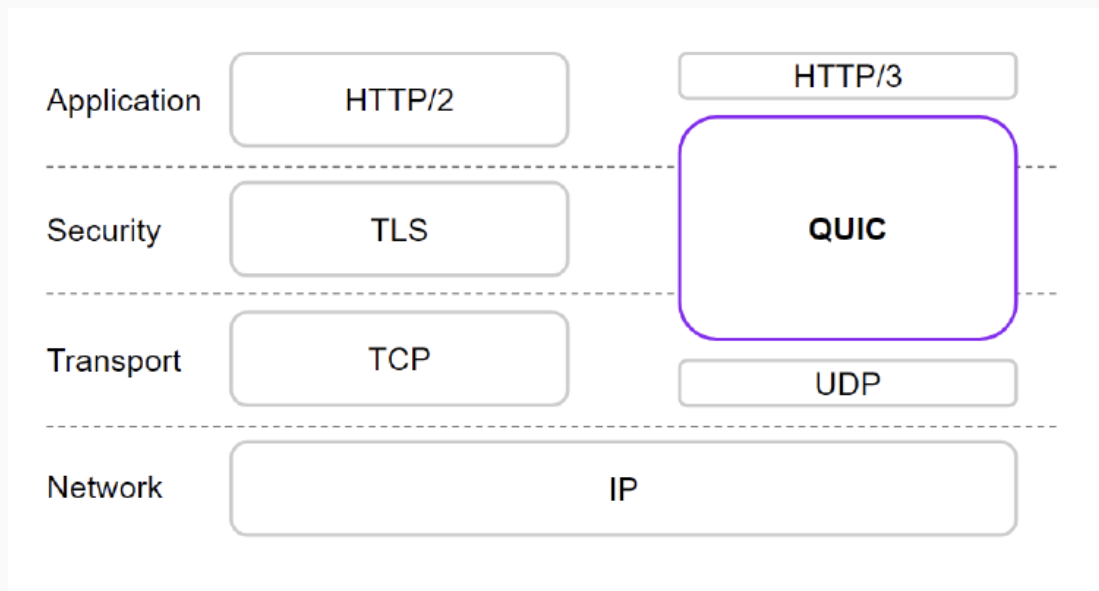 Application
HTTP/2
HTTP/3
Security
TLS
QUIC
Transport
TCP
UDP
Network
IP